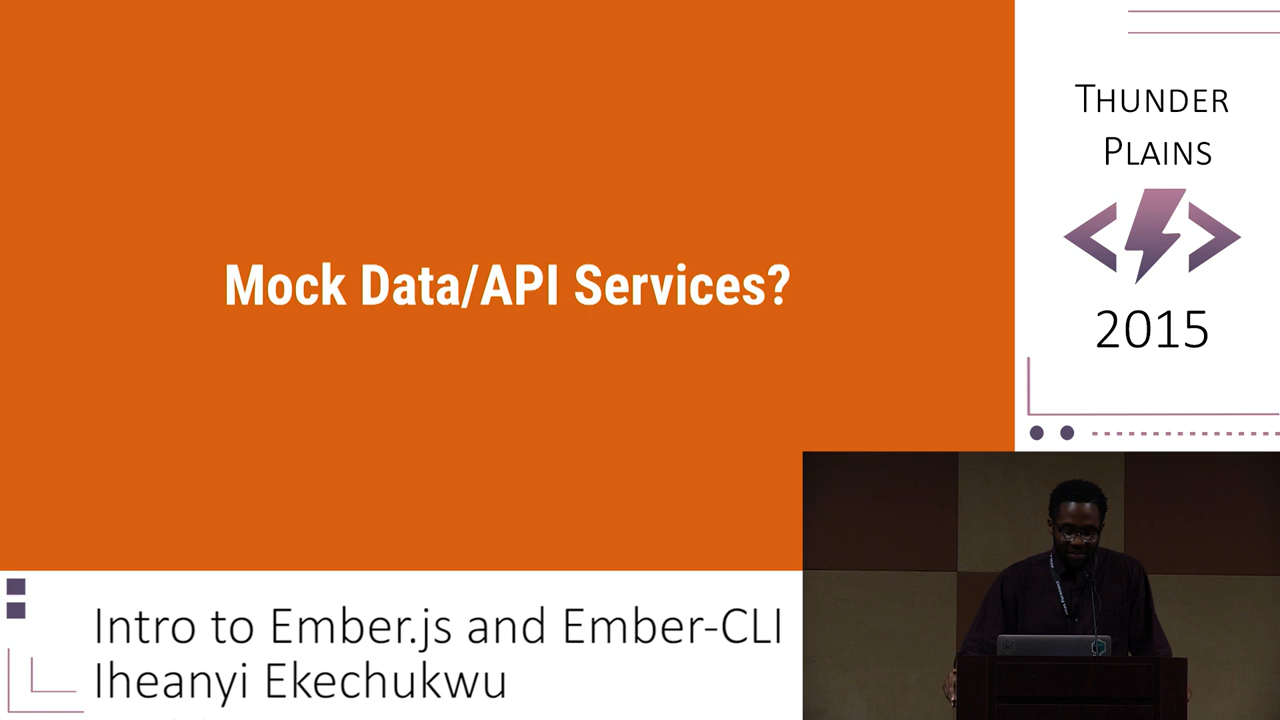 Mock Data/API Services?
THUNDER
PLAINS
2015
Intro to Ember.js and Ember-CLI
Iheanyi Ekechukwu